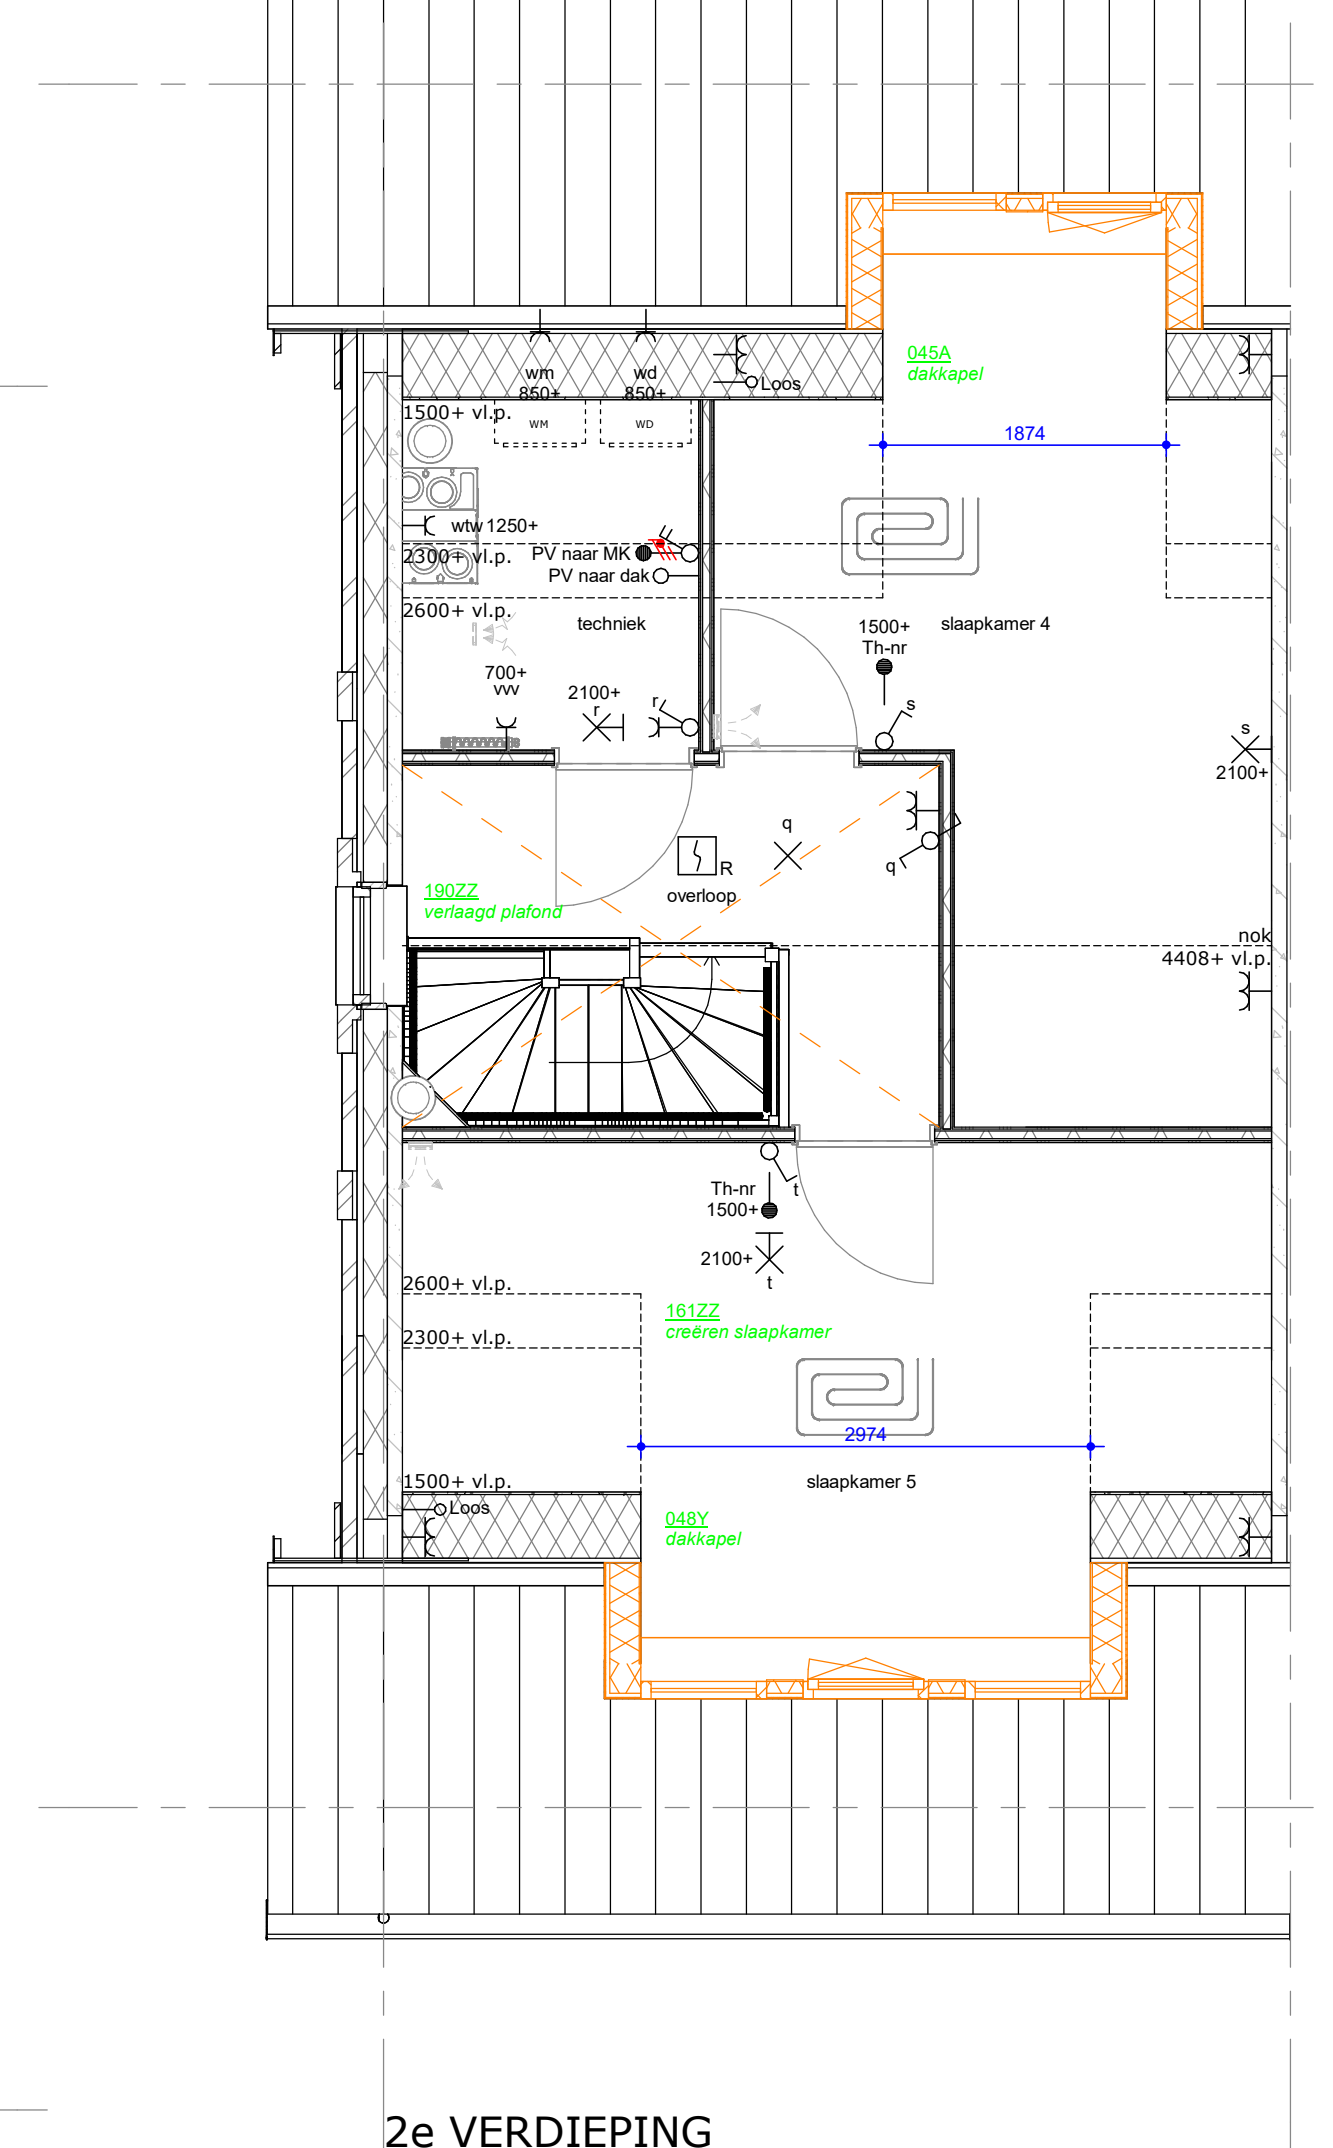 045A
dakkapel
wm
850+
wd
850+
Loos
1500+ vl.p.
WM
WD
1874
wtw 1250+
2300+ vl.p.
PV naar MK
PV naar dak
2600+ vl.p.
techniek
1500+
Th-nr
slaapkamer 4
700+
vvv
2100+
r
r
s
s
2100+
q
q
R
overloop
190ZZ
verlaagd plafond
nok
4408+ vl.p.
Th-nr
1500+
t
2100+
t
2600+ vl.p.
161ZZ
creëren slaapkamer
2300+ vl.p.
2974
1500+ vl.p.
slaapkamer 5
Loos
048Y
dakkapel
2e VERDIEPING